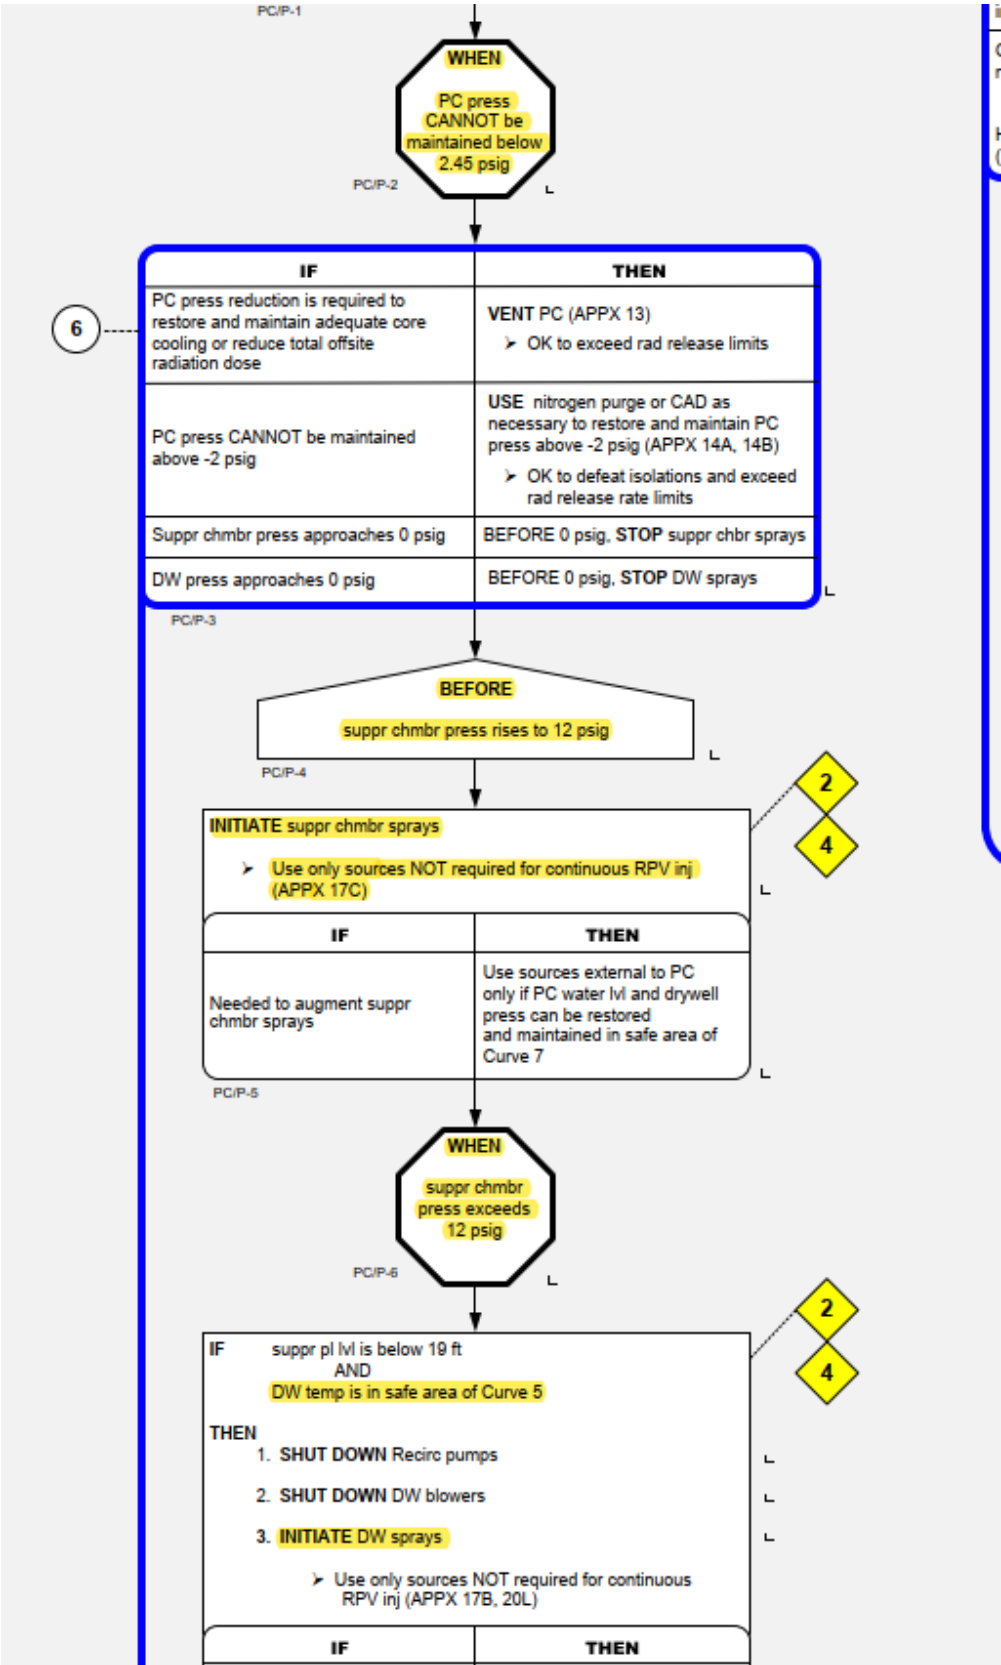 PC/P-1
WHEN
PC press
CANNOT be
maintained below
2.45 psig
PC/P-2
IF
THEN
6
PC press reduction is required to
restore and maintain adequate core
cooling or reduce total offsite
radiation dose
VENT PC (APPX 13)
➢ OK to exceed rad release limits
PC press CANNOT be maintained
above -2 psig
USE nitrogen purge or CAD as
necessary to restore and maintain PC
press above -2 psig (APPX 14A, 14B)
➢ OK to defeat isolations and exceed
rad release rate limits
Suppr chmbr press approaches 0 psig
BEFORE 0 psig, STOP suppr chbr sprays
DW press approaches 0 psig
BEFORE 0 psig, STOP DW sprays
PC/P-3
BEFORE
suppr chmbr press rises to 12 psig
PC/P-4
2
4
INITIATE suppr chmbr sprays
➢ Use only sources NOT required for continuous RPV inj
(APPX 17C)
IF
THEN
Needed to augment suppr
chmbr sprays
Use sources external to PC
only if PC water lvl and drywell
press can be restored
and maintained in safe area of
Curve 7
PC/P-5
WHEN
suppr chmbr
press exceeds
12 psig
PC/P-6
2
4
IF suppr pl lvl is below 19 ft
AND
DW temp is in safe area of Curve 5
THEN
1. SHUT DOWN Recirc pumps
2. SHUT DOWN DW blowers
3. INITIATE DW sprays
➢ Use only sources NOT required for continuous
RPV inj (APPX 17B, 20L)
IF
THEN